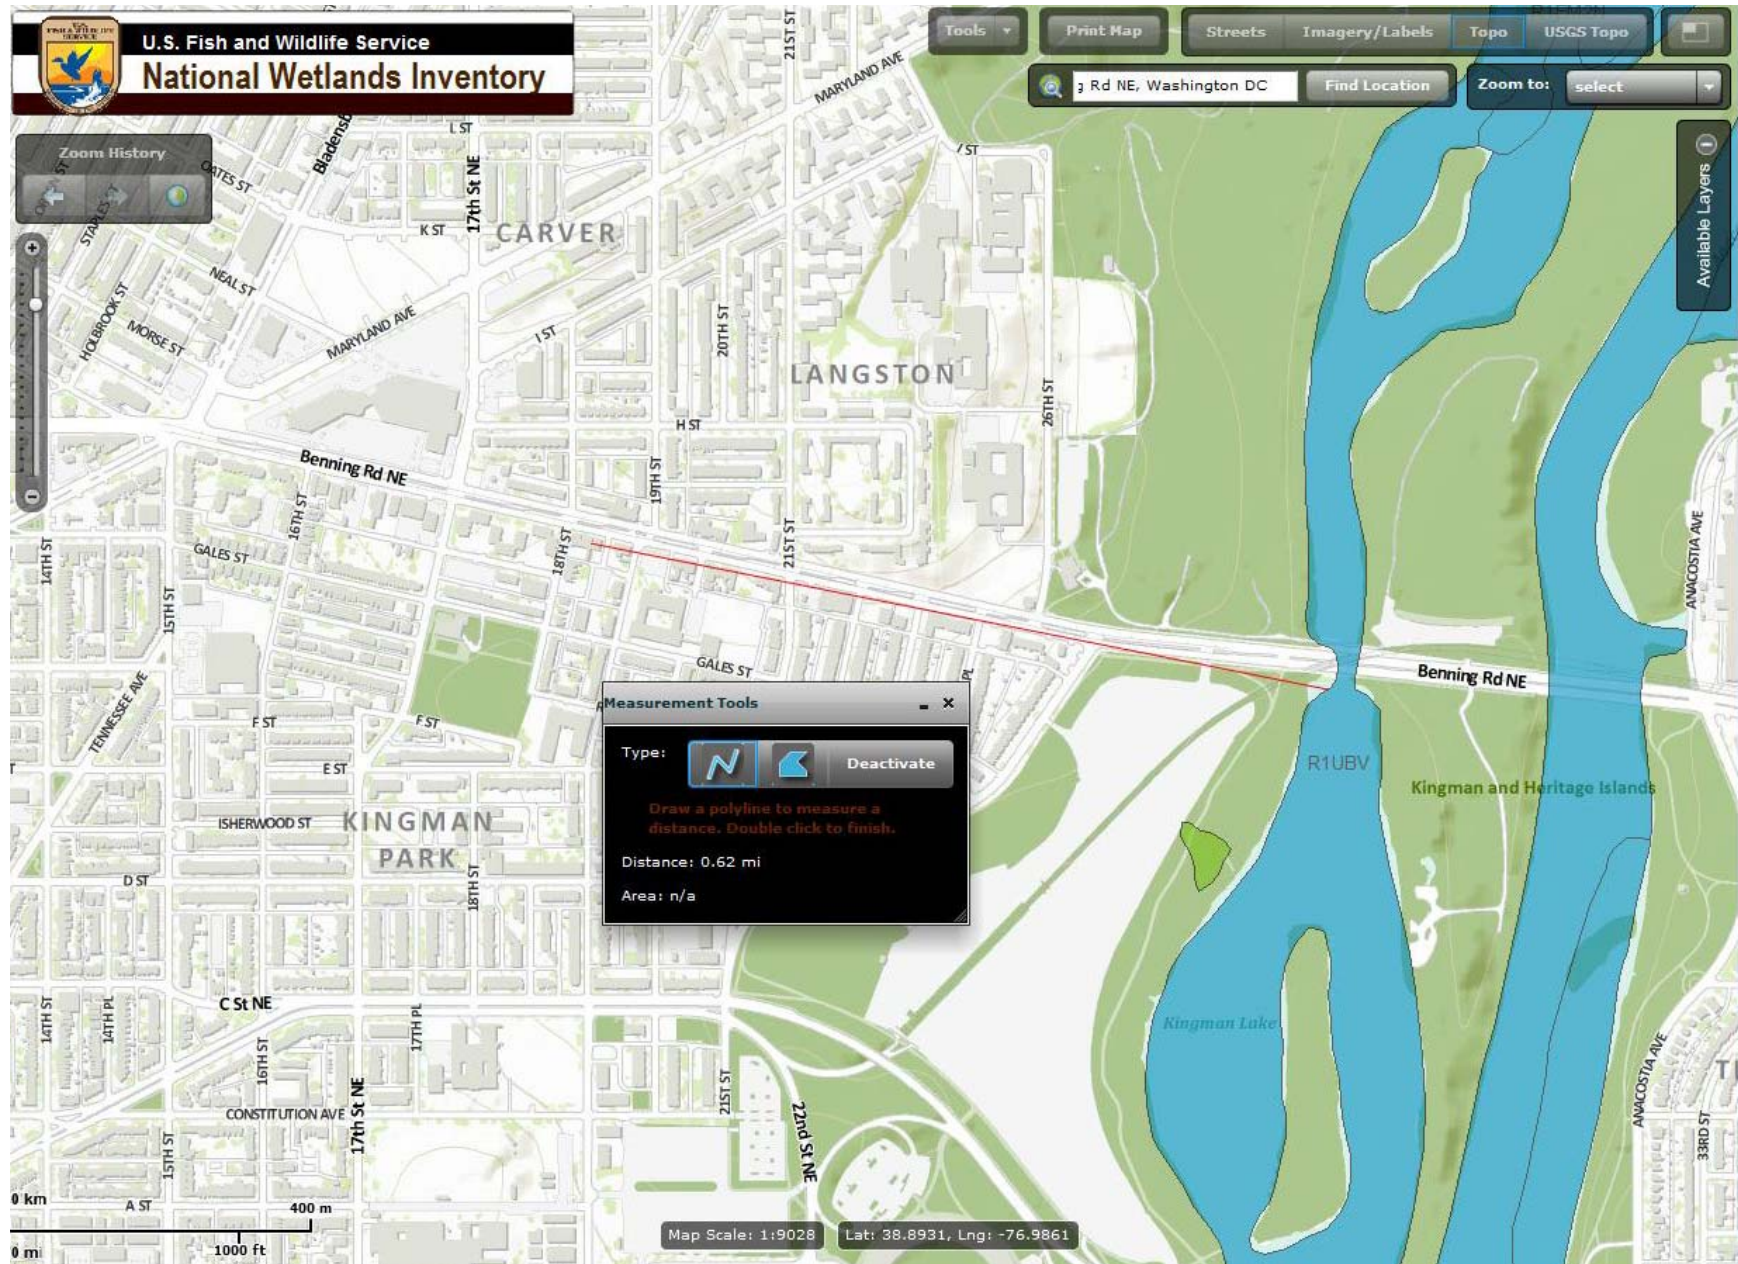 U.S. Fish and Wildlife Service
National Wetlands Inventory
Tools
Print Map
Streets
Imagery/Labels
Topo
USGS Topo
Rd NE, Washington DC
Find Location
Zoom to:
select
Available Layers
Zoom History
21ST ST
MARYLAND AVE
L ST
17th St NE
OATES ST
STAPLES ST
K ST
CARVER
NEAL ST
HOLBROOK ST
MORSE ST
MARYLAND AVE
I ST
20TH ST
LANGSTON
26TH ST
H ST
Benning Rd NE
19TH ST
16TH ST
21ST ST
18TH ST
GALES ST
14TH ST
15TH ST
ANACOSTIA AVE
GALES ST
PL
Benning Rd NE
TENNESSEE AVE
F ST
F ST
E ST
Measurement Tools
Type:
Deactivate
Draw a polyline to measure a
distance. Double click to finish.
Distance: 0.62 mi
Area: n/a
R1UBV
Kingman and Heritage Islands
ISHERWOOD ST
KINGMAN
PARK
D ST
18TH ST
C St NE
14TH ST
14TH PL
17TH PL
16TH ST
Kingman Lake
21ST ST
22nd St NE
CONSTITUTION AVE
17th St NE
15TH ST
ANACOSTIA AVE
33RD ST
A ST
0 km
400 m
0 mi
1000 ft
Map Scale: 1:9028
Lat: 38.8931, Lng: -76.9861